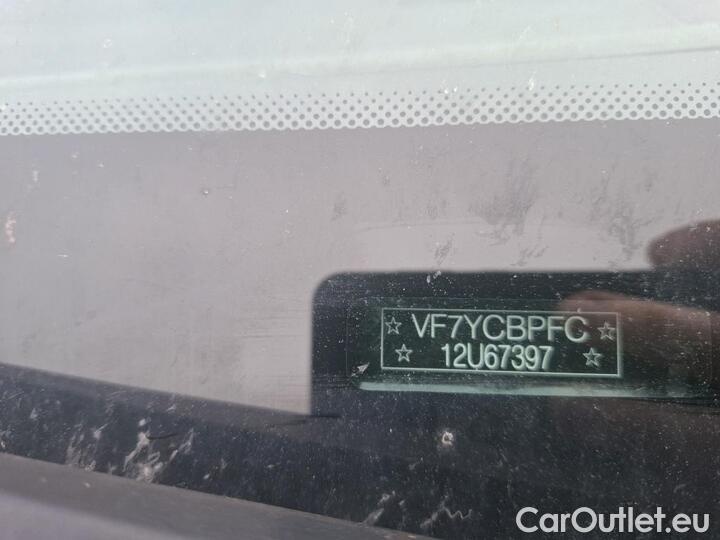 ☆ VF7YCBPFC ☆
☆ 12U67397 ☆
CarOutlet.eu